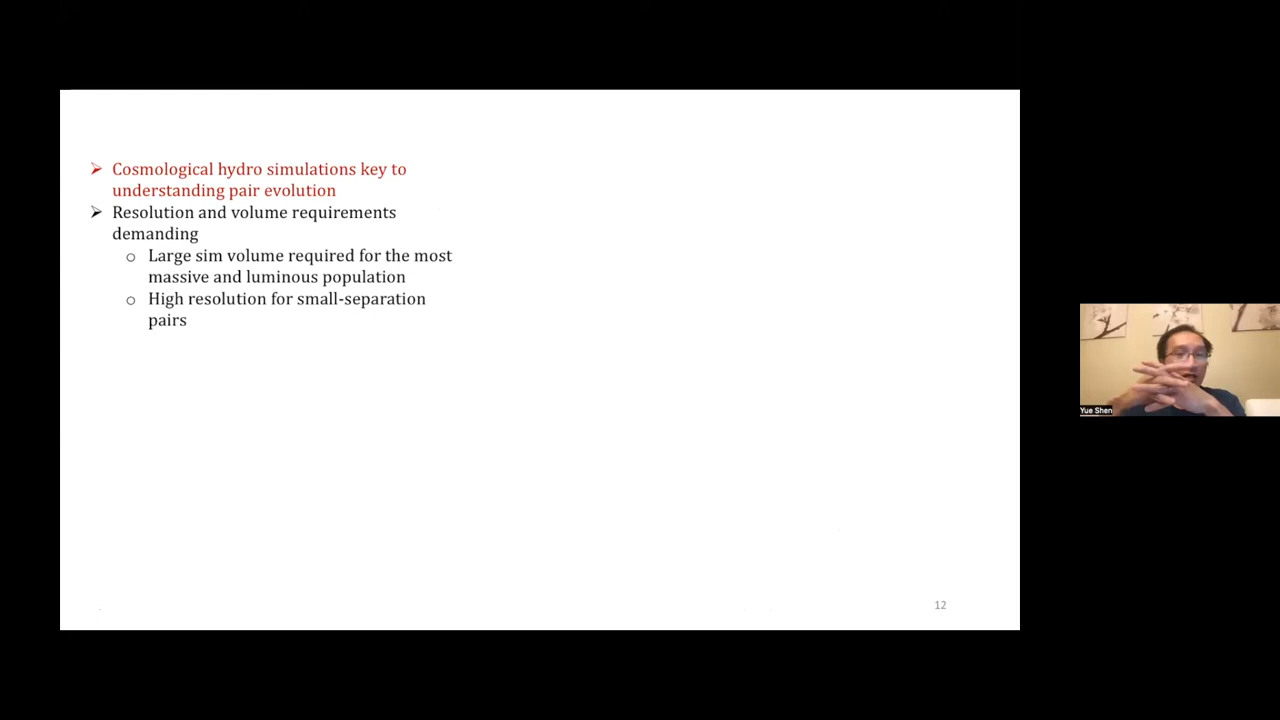 Cosmological hydro simulations key to
understanding pair evolution
Resolution and volume requirements
demanding
Large sim volume required for the most
massive and luminous population
High resolution for small-separation
pairs
12
Yue Shen